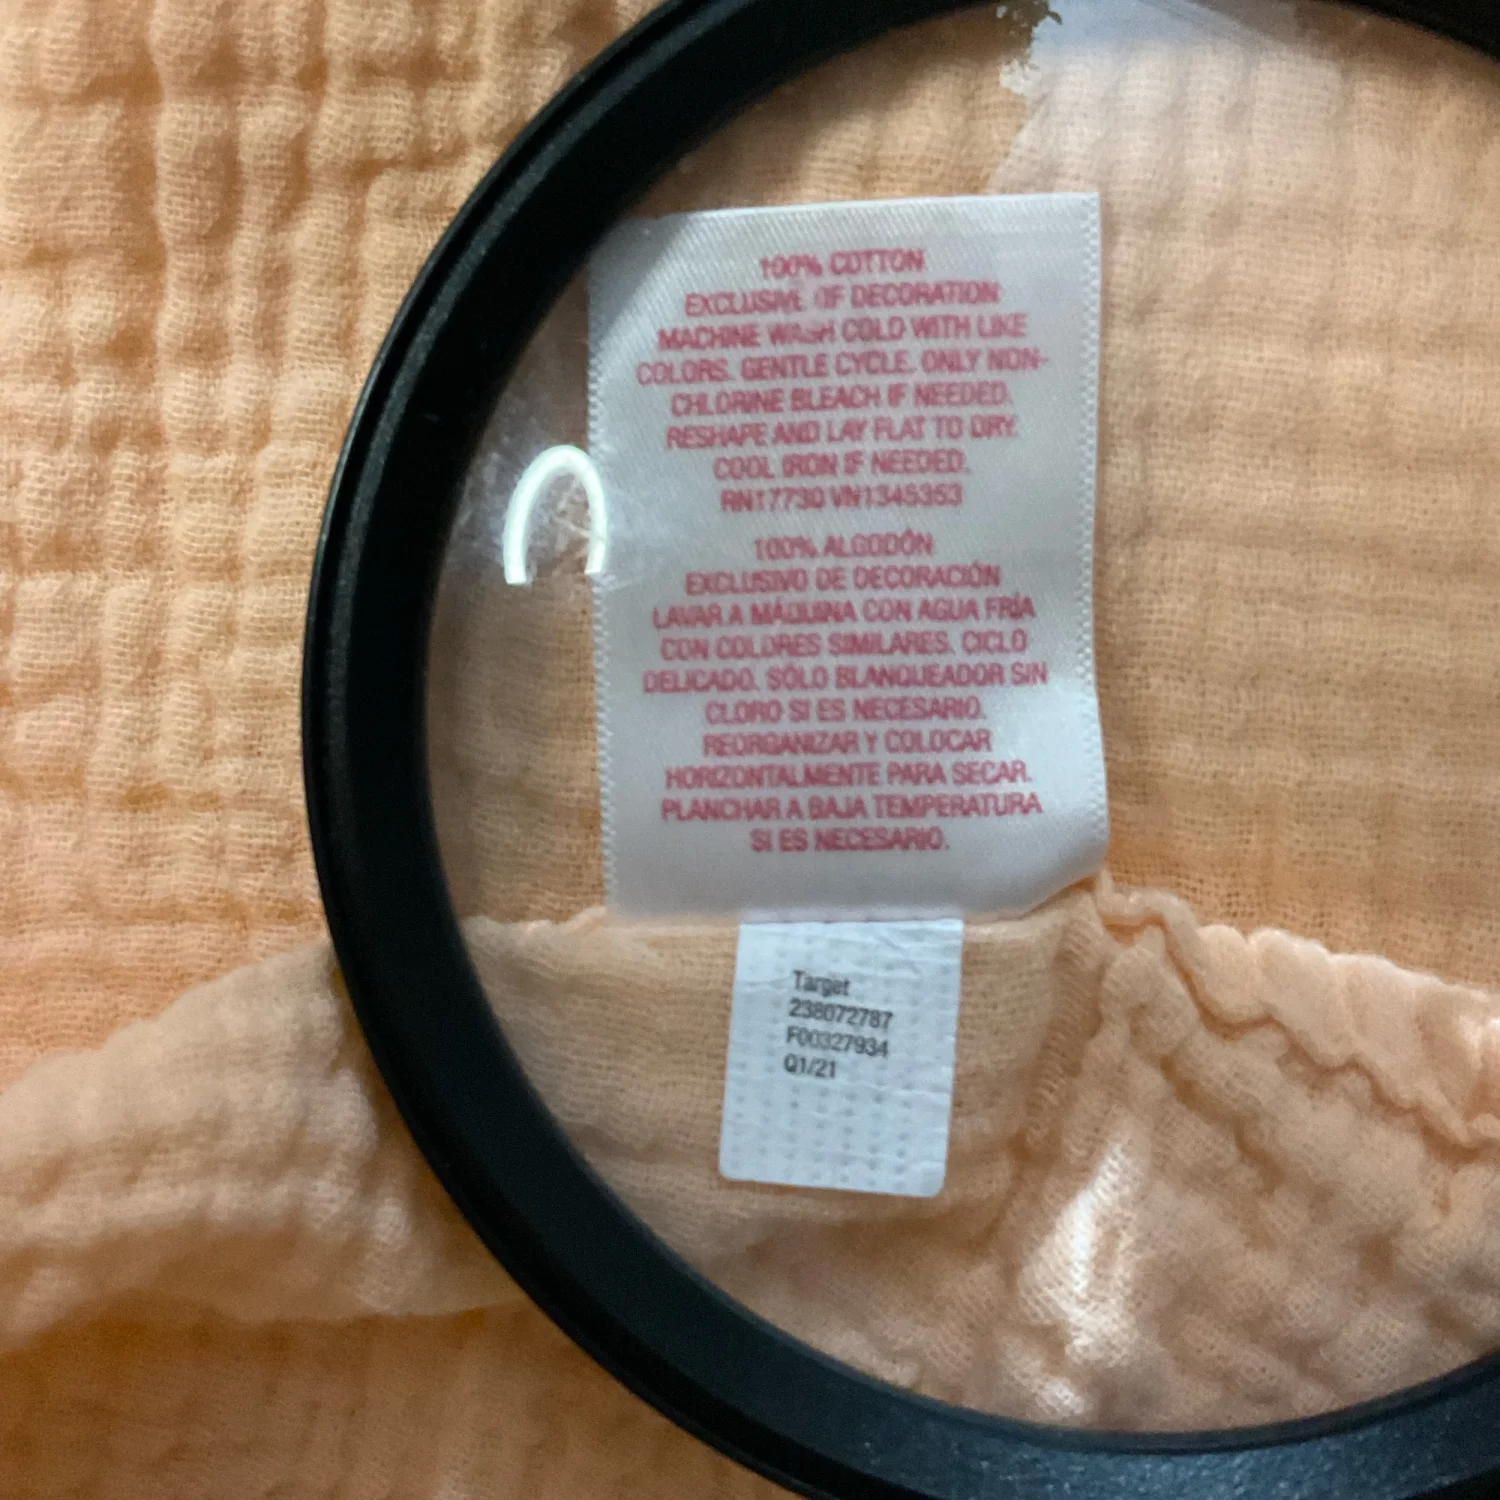 100% COTTON
EXCLUSIVE OF DECORATION
MACHINE WASH COLD WITH LIKE
COLORS. GENTLE CYCLE. ONLY NON-
CHLORINE BLEACH IF NEEDED.
RESHAPE AND LAY FLAT TO DRY.
COOL IRON IF NEEDED.
RN17730 VN1345353
100% ALGODÓN
EXCLUSIVO DE DECORACIÓN
LAVAR A MÁQUINA CON AGUA FRÍA
CON COLORES SIMILARES. CICLO
DELICADO. SÓLO BLANQUEADOR SIN
CLORO SI ES NECESARIO.
REORGANIZAR Y COLOCAR
HORIZONTALMENTE PARA SECAR.
PLANCHAR A BAJA TEMPERATURA
SI ES NECESARIO.
Target
238072787
F00327934
Q1/21